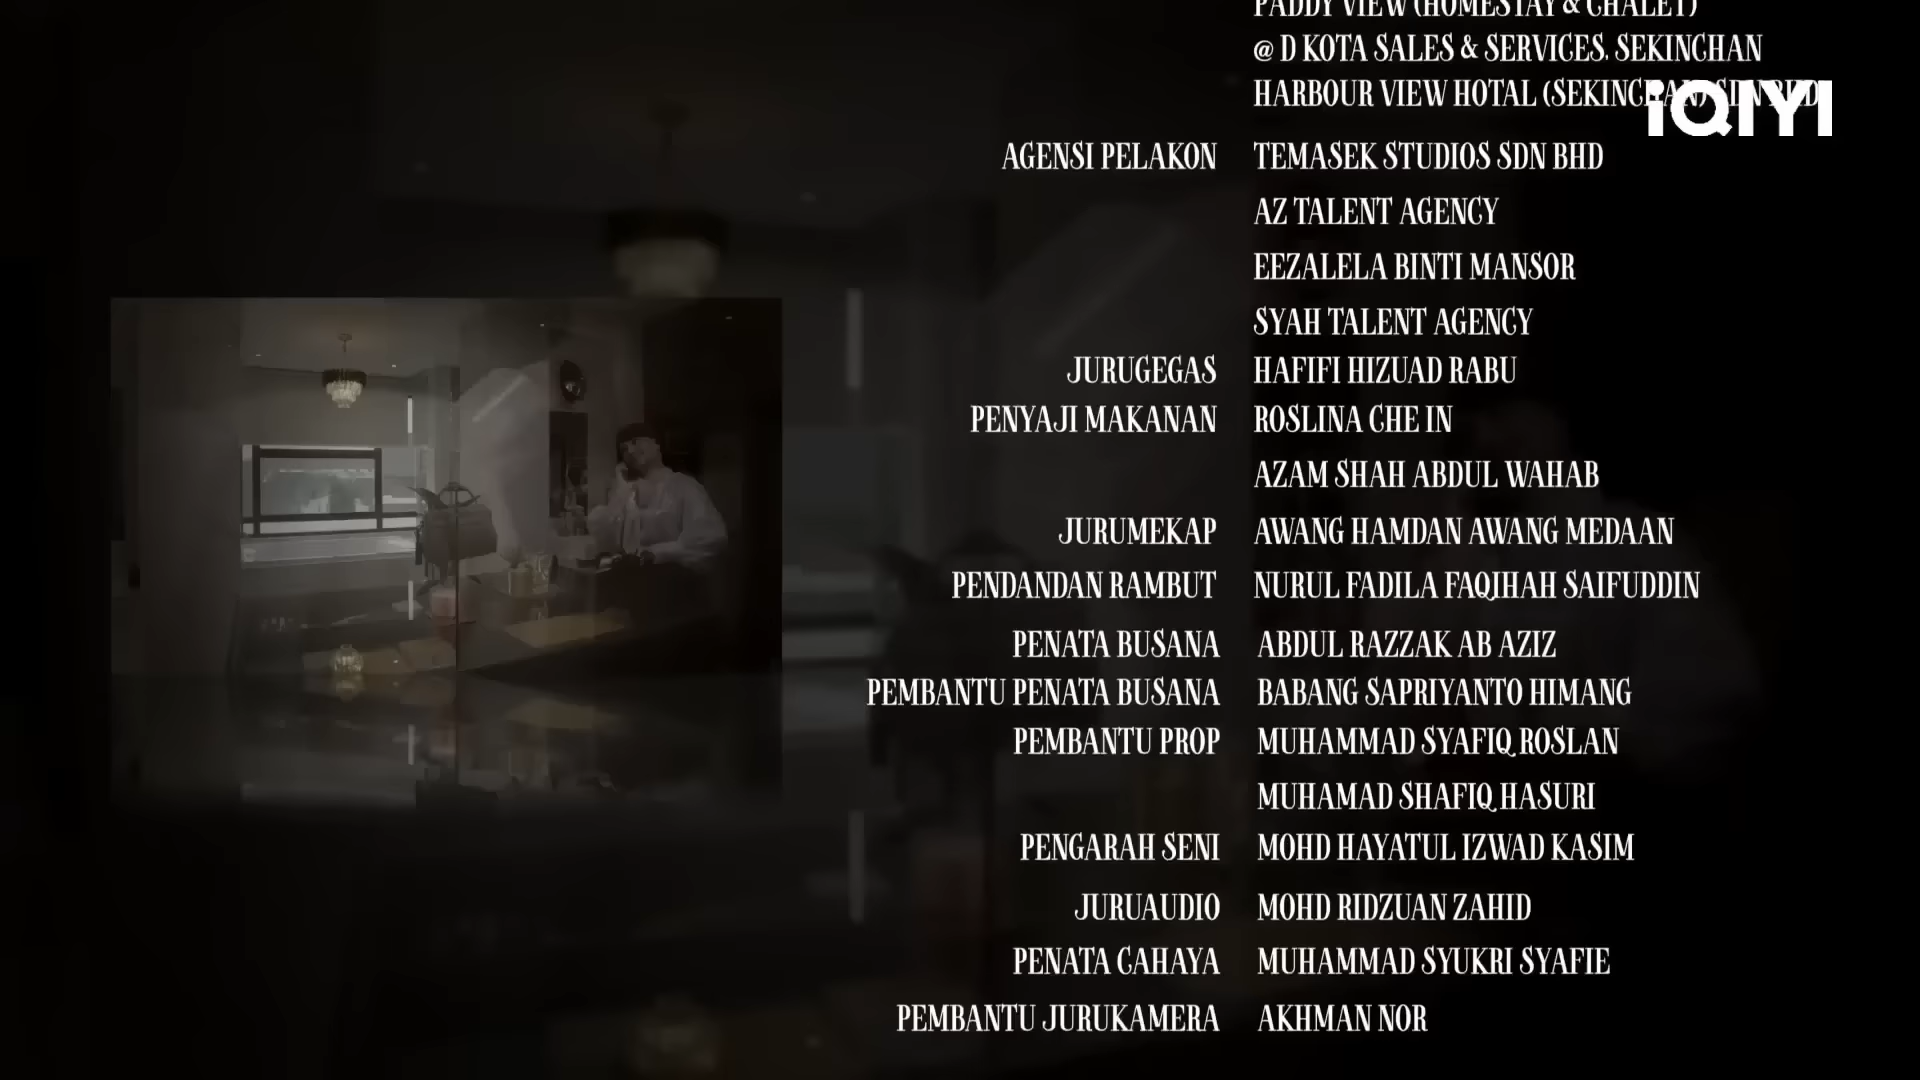 PADDY VIEW (HOMESTAY & CHALET)
@ D KOTA SALES & SERVICES, SEKINCHAN
HARBOUR VIEW HOTAL (SEKINCHAN) SDN BHD
iQIYI
AGENSI PELAKON TEMASEK STUDIOS SDN BHD
AZ TALENT AGENCY
EEZALELA BINTI MANSOR
SYAH TALENT AGENCY
JURUGEGAS HAFIFI HIZUAD RABU
PENYAJI MAKANAN ROSLINA CHE IN
AZAM SHAH ABDUL WAHAB
JURUMEKAP AWANG HAMDAN AWANG MEDAAN
PENDANDAN RAMBUT NURUL FADILA FAQIHAH SAIFUDDIN
PENATA BUSANA ABDUL RAZZAK AB AZIZ
PEMBANTU PENATA BUSANA BABANG SAPRIYANTO HIMANG
PEMBANTU PROP MUHAMMAD SYAFIQ ROSLAN
MUHAMAD SHAFIQ HASURI
PENGARAH SENI MOHD HAYATUL IZWAD KASIM
JURUAUDIO MOHD RIDZUAN ZAHID
PENATA CAHAYA MUHAMMAD SYUKRI SYAFIE
PEMBANTU JURUKAMERA AKHMAN NOR